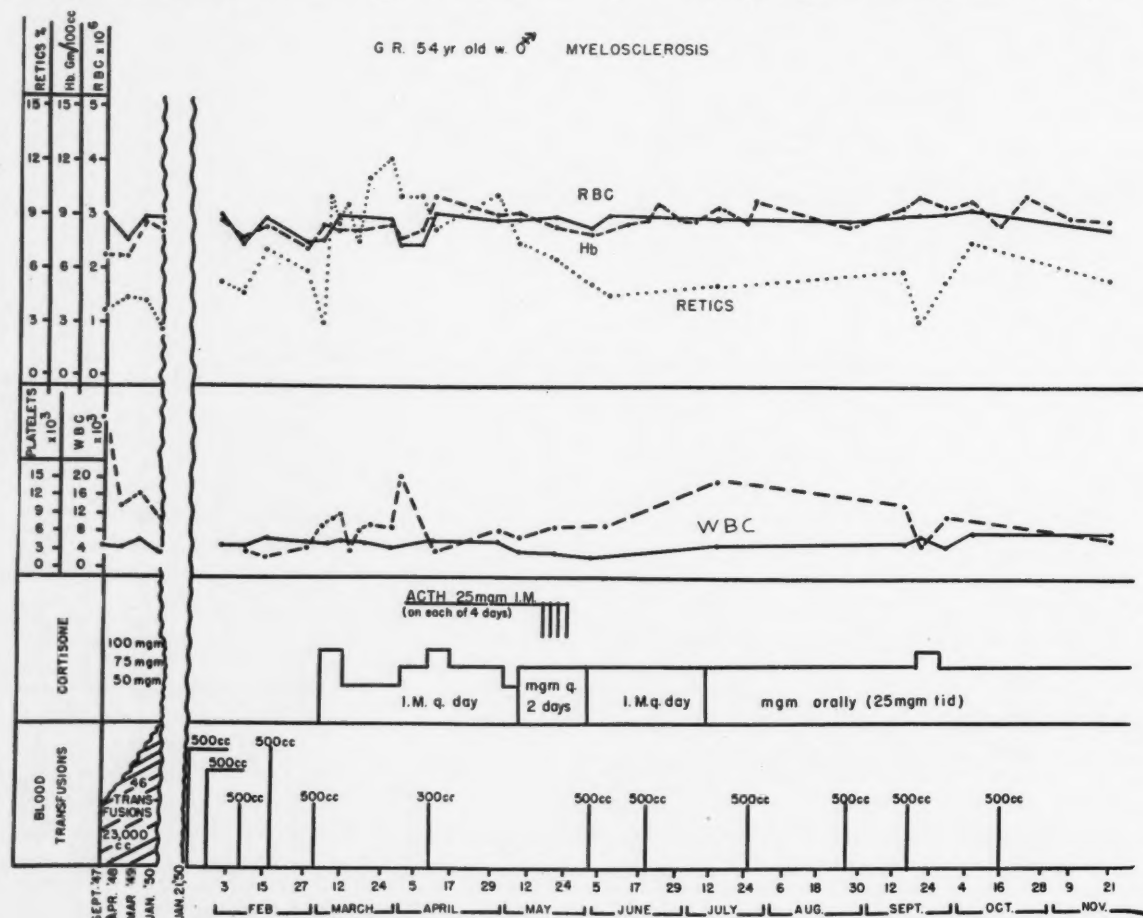 G R. 54 yr old w. MYELOSCLEROSIS
RETICS %
Hb. Gm/100cc
RBC x 10⁶
15 15 5
12 12 4
9 9 3
6 6 2
3 3 1
0 0 0
RBC
Hb
RETICS
PLATELETS x10³
WBC x10³
15 20
12 16
9 12
6 8
3 4
0 0
WBC
CORTISONE
100 mgm
75 mgm
50 mgm
ACTH 25mgm I.M.
(on each of 4 days)
I.M. q. day
mgm q.
2 days
I.M.q. day
mgm orally (25mgm tid)
BLOOD
TRANSFUSIONS
46
TRANS-
FUSIONS
23,000
cc
500cc
500cc
500cc
500cc
500cc
300cc
500cc
500cc
500cc
500cc
500cc
500cc
SEPT. '47
APR. '48
MAR '49
JAN. '50
JAN. 21,'50
3 15 27 12 24 5 17 29 12 24 5 17 29 12 24 6 18 30 12 24 4 16 28 9 21
FEB MARCH APRIL MAY JUNE JULY AUG. SEPT. OCT. NOV.